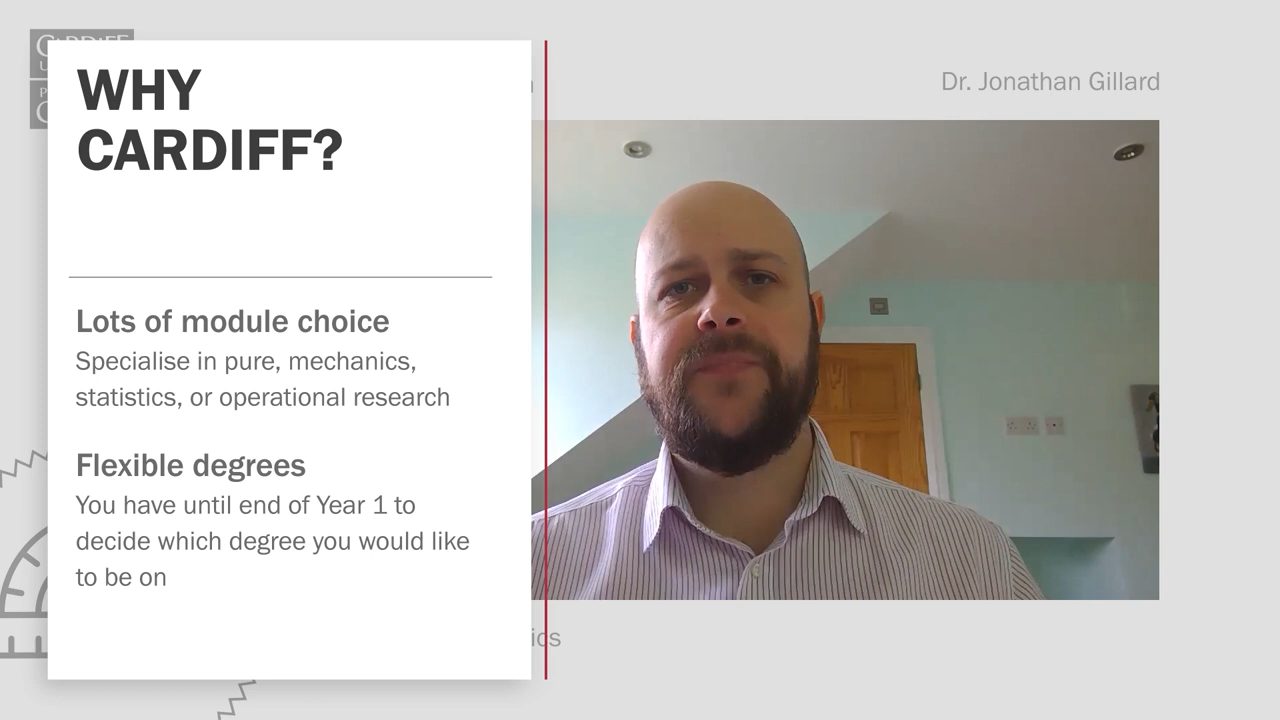 WHY
CARDIFF?
Lots of module choice
Specialise in pure, mechanics,
statistics, or operational research
Flexible degrees
You have until end of Year 1 to
decide which degree you would like
to be on
Dr. Jonathan Gillard